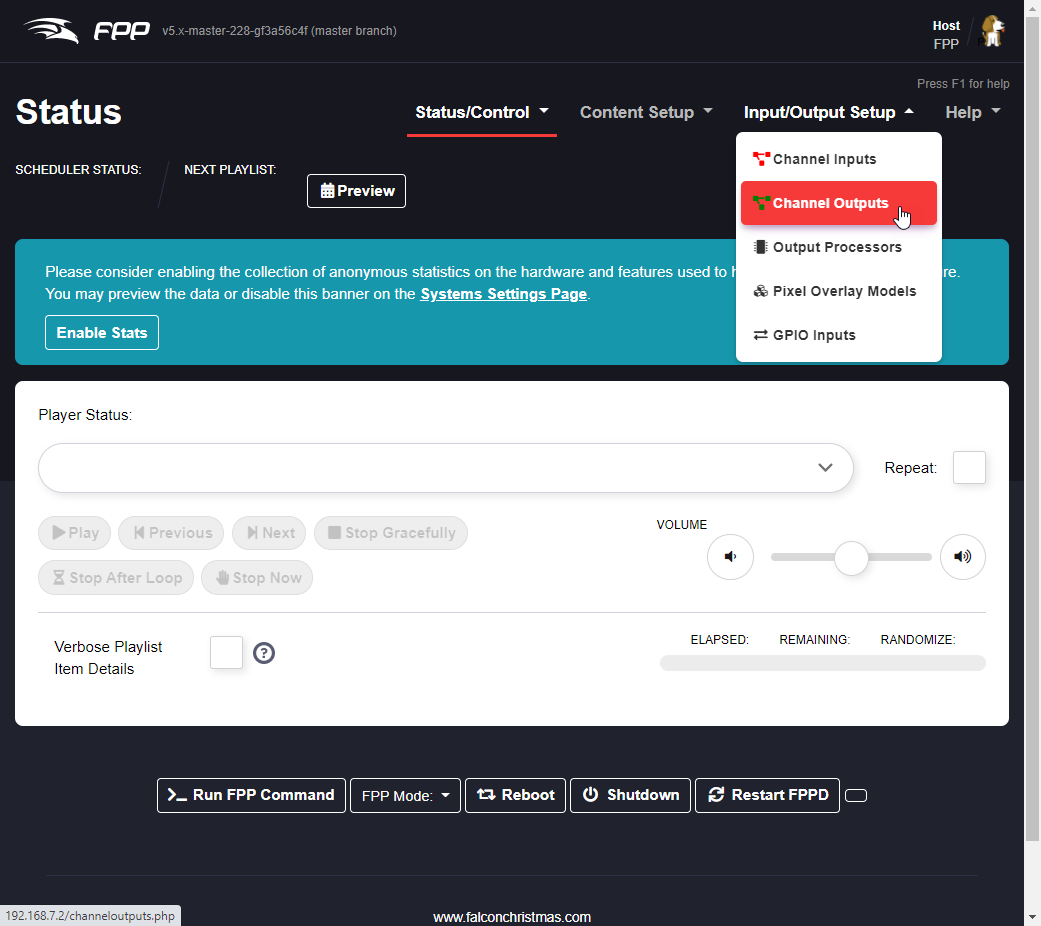 FPP v5.x-master-228-gf3a56c4f (master branch)
Host
FPP
Press F1 for help
Status
Status/Control
Content Setup
Input/Output Setup
Help
Channel Inputs
Channel Outputs
Output Processors
Pixel Overlay Models
GPIO Inputs
SCHEDULER STATUS:
NEXT PLAYLIST:
Preview
Please consider enabling the collection of anonymous statistics on the hardware and features used to h re.
You may preview the data or disable this banner on the Systems Settings Page.
Enable Stats
Player Status:
Repeat:
Play
Previous
Next
Stop Gracefully
Stop After Loop
Stop Now
VOLUME
Verbose Playlist
Item Details
ELAPSED:
REMAINING:
RANDOMIZE:
Run FPP Command
FPP Mode:
Reboot
Shutdown
Restart FPPD
192.168.7.2/channeloutputs.php
www.falconchristmas.com